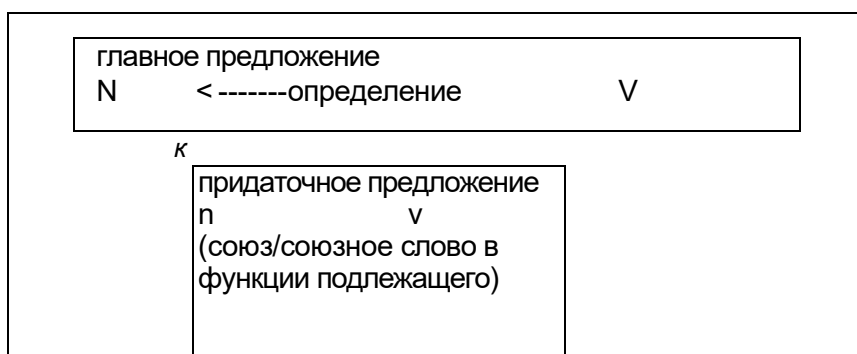 главное предложение
N < -------определение V
к
придаточное предложение
n v
(союз/союзное слово в
функции подлежащего)